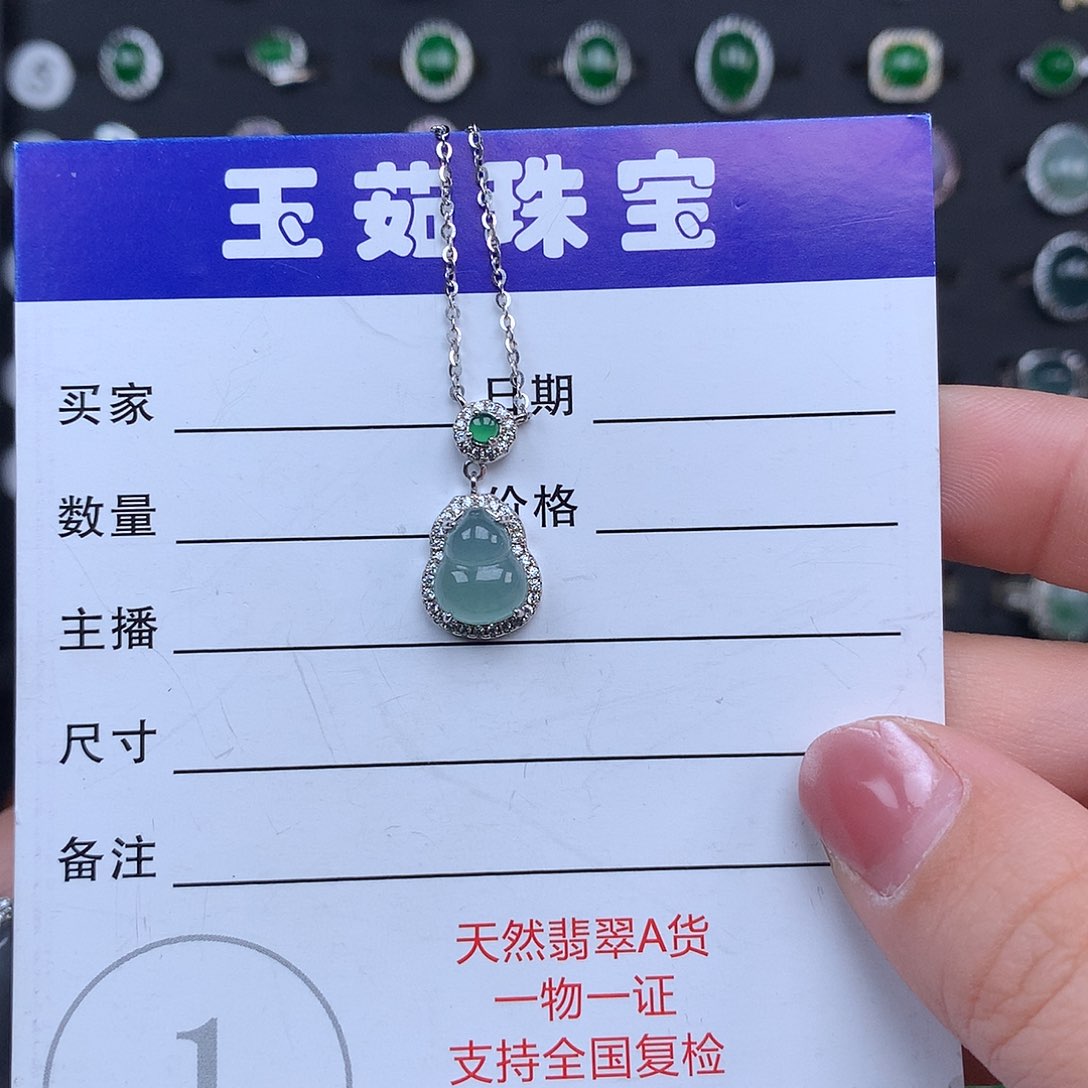 玉茹珠宝
买家 日期
数量 价格
主播
尺寸
备注
天然翡翠A货
一物一证
支持全国复检
1